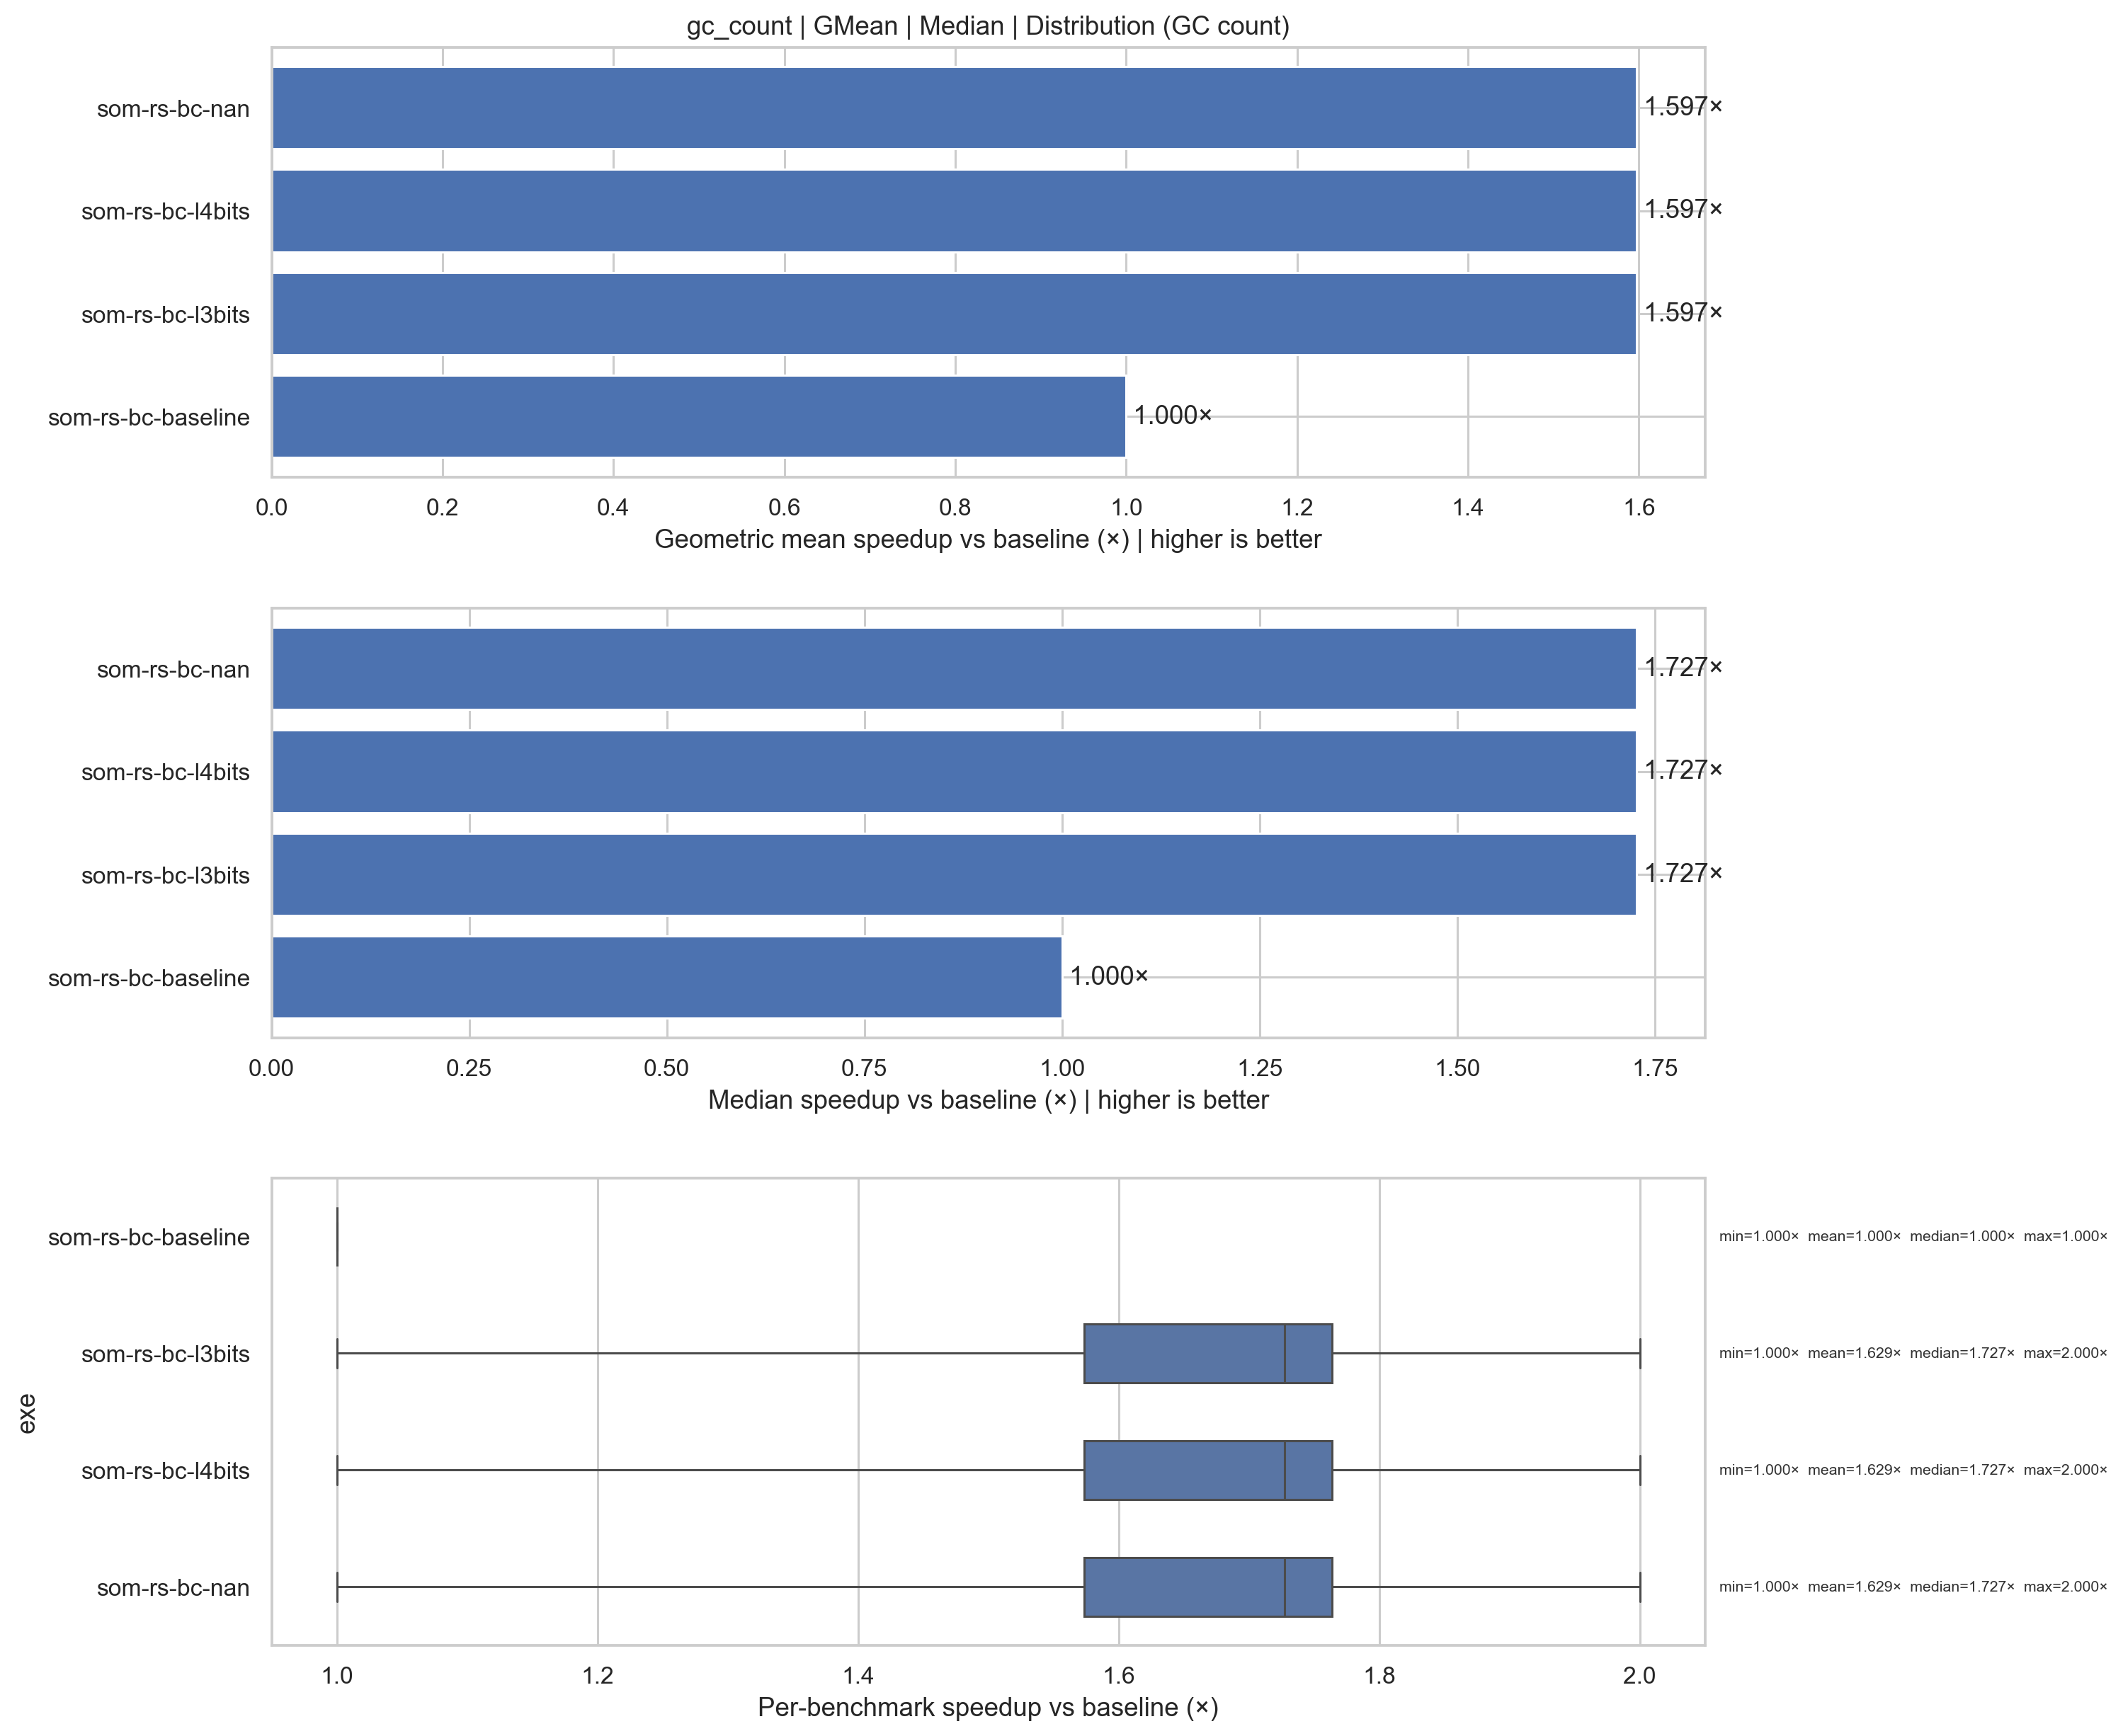 gc_count | GMean | Median | Distribution (GC count)
som-rs-bc-nan
1.597×
som-rs-bc-l4bits
1.597×
som-rs-bc-l3bits
1.597×
som-rs-bc-baseline
1.000×
0.0 0.2 0.4 0.6 0.8 1.0 1.2 1.4 1.6
Geometric mean speedup vs baseline (×) | higher is better
som-rs-bc-nan
1.727×
som-rs-bc-l4bits
1.727×
som-rs-bc-l3bits
1.727×
som-rs-bc-baseline
1.000×
0.00 0.25 0.50 0.75 1.00 1.25 1.50 1.75
Median speedup vs baseline (×) | higher is better
exe
som-rs-bc-baseline
min=1.000× mean=1.000× median=1.000× max=1.000×
som-rs-bc-l3bits
min=1.000× mean=1.629× median=1.727× max=2.000×
som-rs-bc-l4bits
min=1.000× mean=1.629× median=1.727× max=2.000×
som-rs-bc-nan
min=1.000× mean=1.629× median=1.727× max=2.000×
1.0 1.2 1.4 1.6 1.8 2.0
Per-benchmark speedup vs baseline (×)